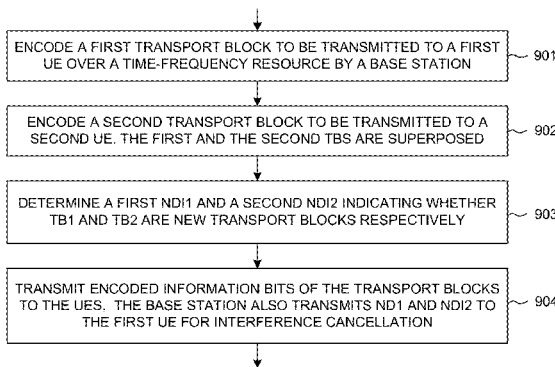 ENCODE A FIRST TRANSPORT BLOCK TO BE TRANSMITTED TO A FIRST
UE OVER A TIME-FREQUENCY RESOURCE BY A BASE STATION
901
ENCODE A SECOND TRANSPORT BLOCK TO BE TRANSMITTED TO A
SECOND UE. THE FIRST AND THE SECOND TBS ARE SUPERPOSED
902
DETERMINE A FIRST NDI1 AND A SECOND NDI2 INDICATING WHETHER
TB1 AND TB2 ARE NEW TRANSPORT BLOCKS RESPECTIVELY
903
TRANSMIT ENCODED INFORMATION BITS OF THE TRANSPORT BLOCKS
TO THE UES. THE BASE STATION ALSO TRANSMITS ND1 AND NDI2 TO
THE FIRST UE FOR INTERFERENCE CANCELLATION
904